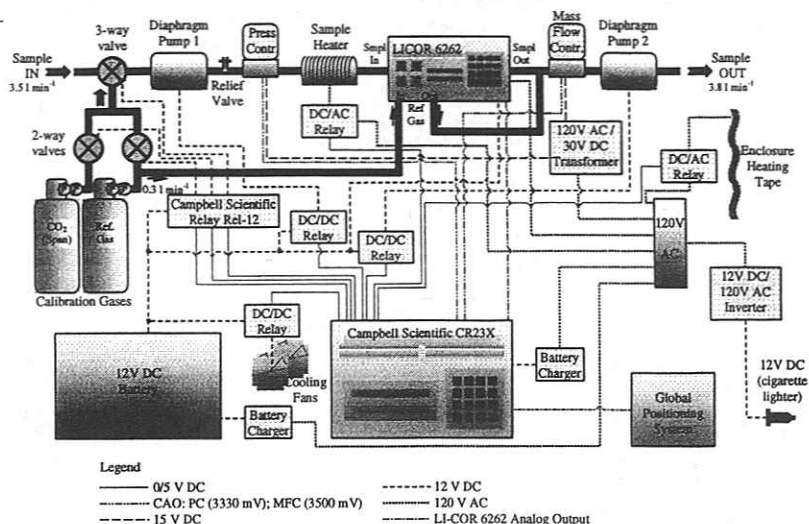 3-way
valve
Diaphragm
Pump 1
Press
Contr.
Sample
Heater
Smpl
In
LICOR 6262
Smpl
Out
Mass
Flow
Contr.
Diaphragm
Pump 2
Sample
IN
3.5 l min-1
Relief
Valve
Sample
OUT
3.8 l min-1
2-way
valves
DC/AC
Relay
Ref
Gas
Out
120V AC /
30V DC
Transformer
DC/AC
Relay
Enclosure
Heating
Tape
0.3 l min-1
CO2
(Span)
Ref.
Gas
Calibration Gases
Campbell Scientific
Relay Rel-12
DC/DC
Relay
DC/DC
Relay
120V
AC
12V DC/
120V AC
Inverter
DC/DC
Relay
Cooling
Fans
12V DC
Battery
Battery
Charger
Campbell Scientific CR23X
Battery
Charger
Global
Positioning
System
12V DC
(cigarette
lighter)
Legend
0/5 V DC
CAO: PC (3330 mV); MFC (3500 mV)
15 V DC
12 V DC
120 V AC
LI-COR 6262 Analog Output